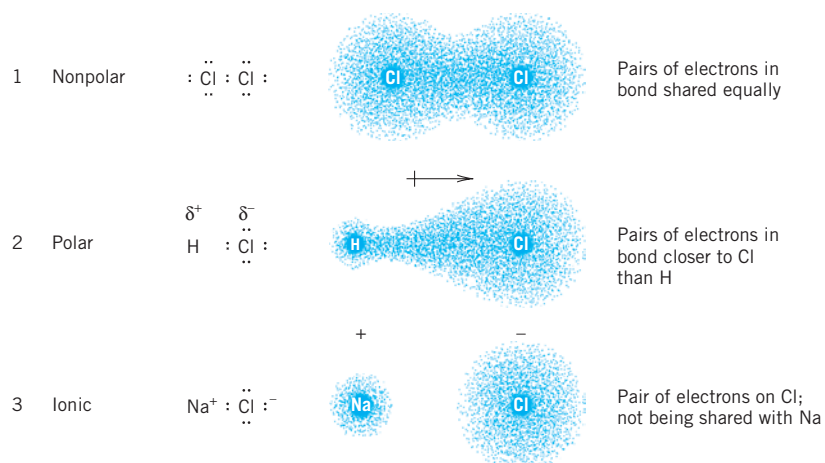 1 Nonpolar : Cl : Cl : Cl Cl Pairs of electrons in
bond shared equally
δ+ δ−
2 Polar H : Cl : H Cl Pairs of electrons in
bond closer to Cl
than H
+ −
3 Ionic Na+ : Cl :− Na Cl Pair of electrons on Cl;
not being shared with Na